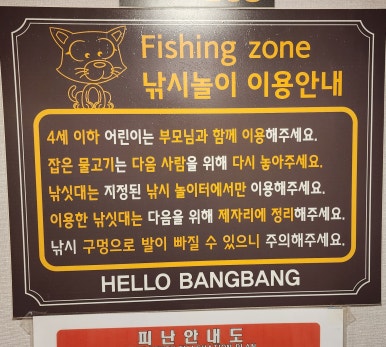 Fishing zone
낚시놀이 이용안내
4세 이하 어린이는 부모님과 함께 이용해주세요.
잡은 물고기는 다음 사람을 위해 다시 놓아주세요.
낚싯대는 지정된 낚시 놀이터에서만 이용해주세요.
이용한 낚싯대는 다음을 위해 제자리에 정리해주세요.
낚시 구멍으로 발이 빠질 수 있으니 주의해주세요.
HELLO BANGBANG
피난안내도